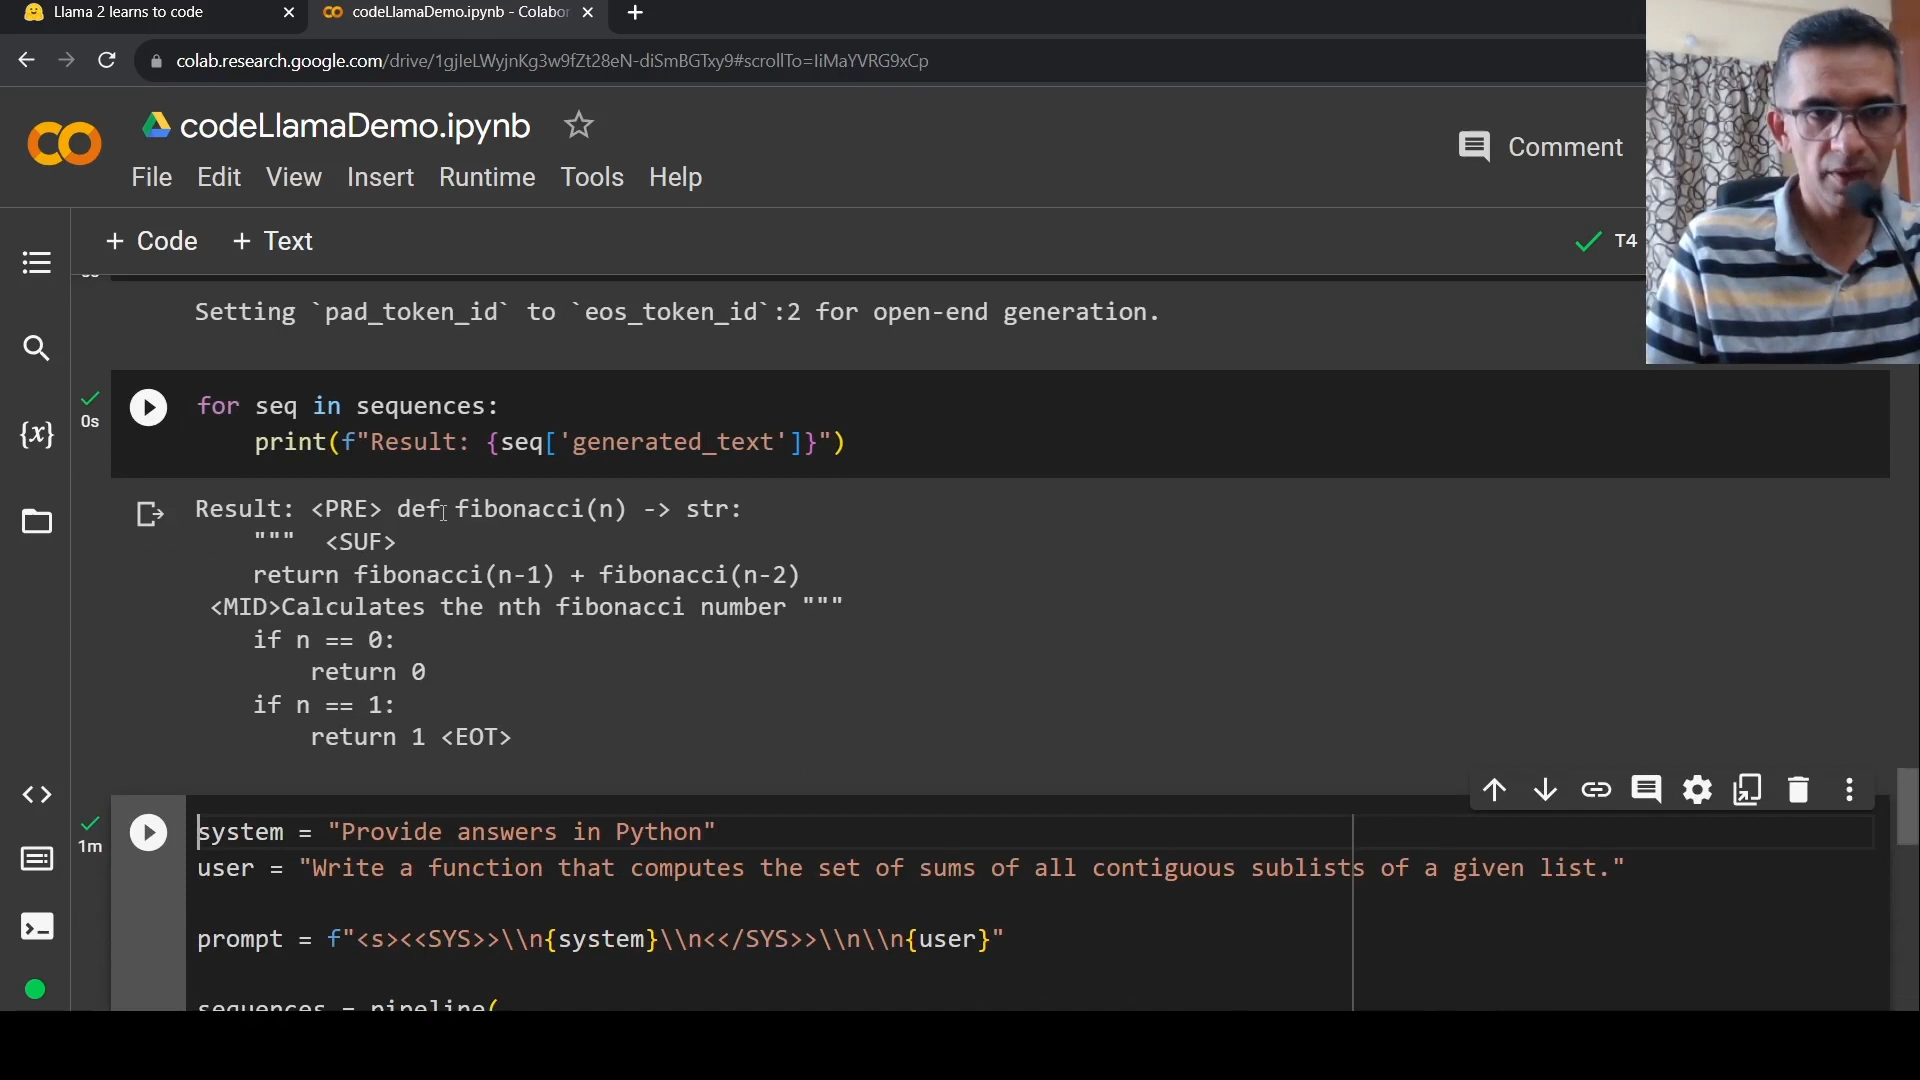 Llama 2 learns to code
codeLlamaDemo.ipynb - Colabor
colab.research.google.com/drive/1gjleLWyjnKg3w9fZt28eN-diSmBGTxy9#scrollTo=IiMaYVRG9xCp
codeLlamaDemo.ipynb
Comment
File Edit View Insert Runtime Tools Help
+ Code + Text
T4
Setting `pad_token_id` to `eos_token_id`:2 for open-end generation.
0s
for seq in sequences:
print(f"Result: {seq['generated_text']}")
Result: <PRE> def fibonacci(n) -> str:
""" <SUF>
return fibonacci(n-1) + fibonacci(n-2)
<MID>Calculates the nth fibonacci number """
if n == 0:
return 0
if n == 1:
return 1 <EOT>
1m
system = "Provide answers in Python"
user = "Write a function that computes the set of sums of all contiguous sublists of a given list."
prompt = f"<s><<SYS>>\\n{system}\\n<</SYS>>\\n\\n{user}"
sequences = pipeline(